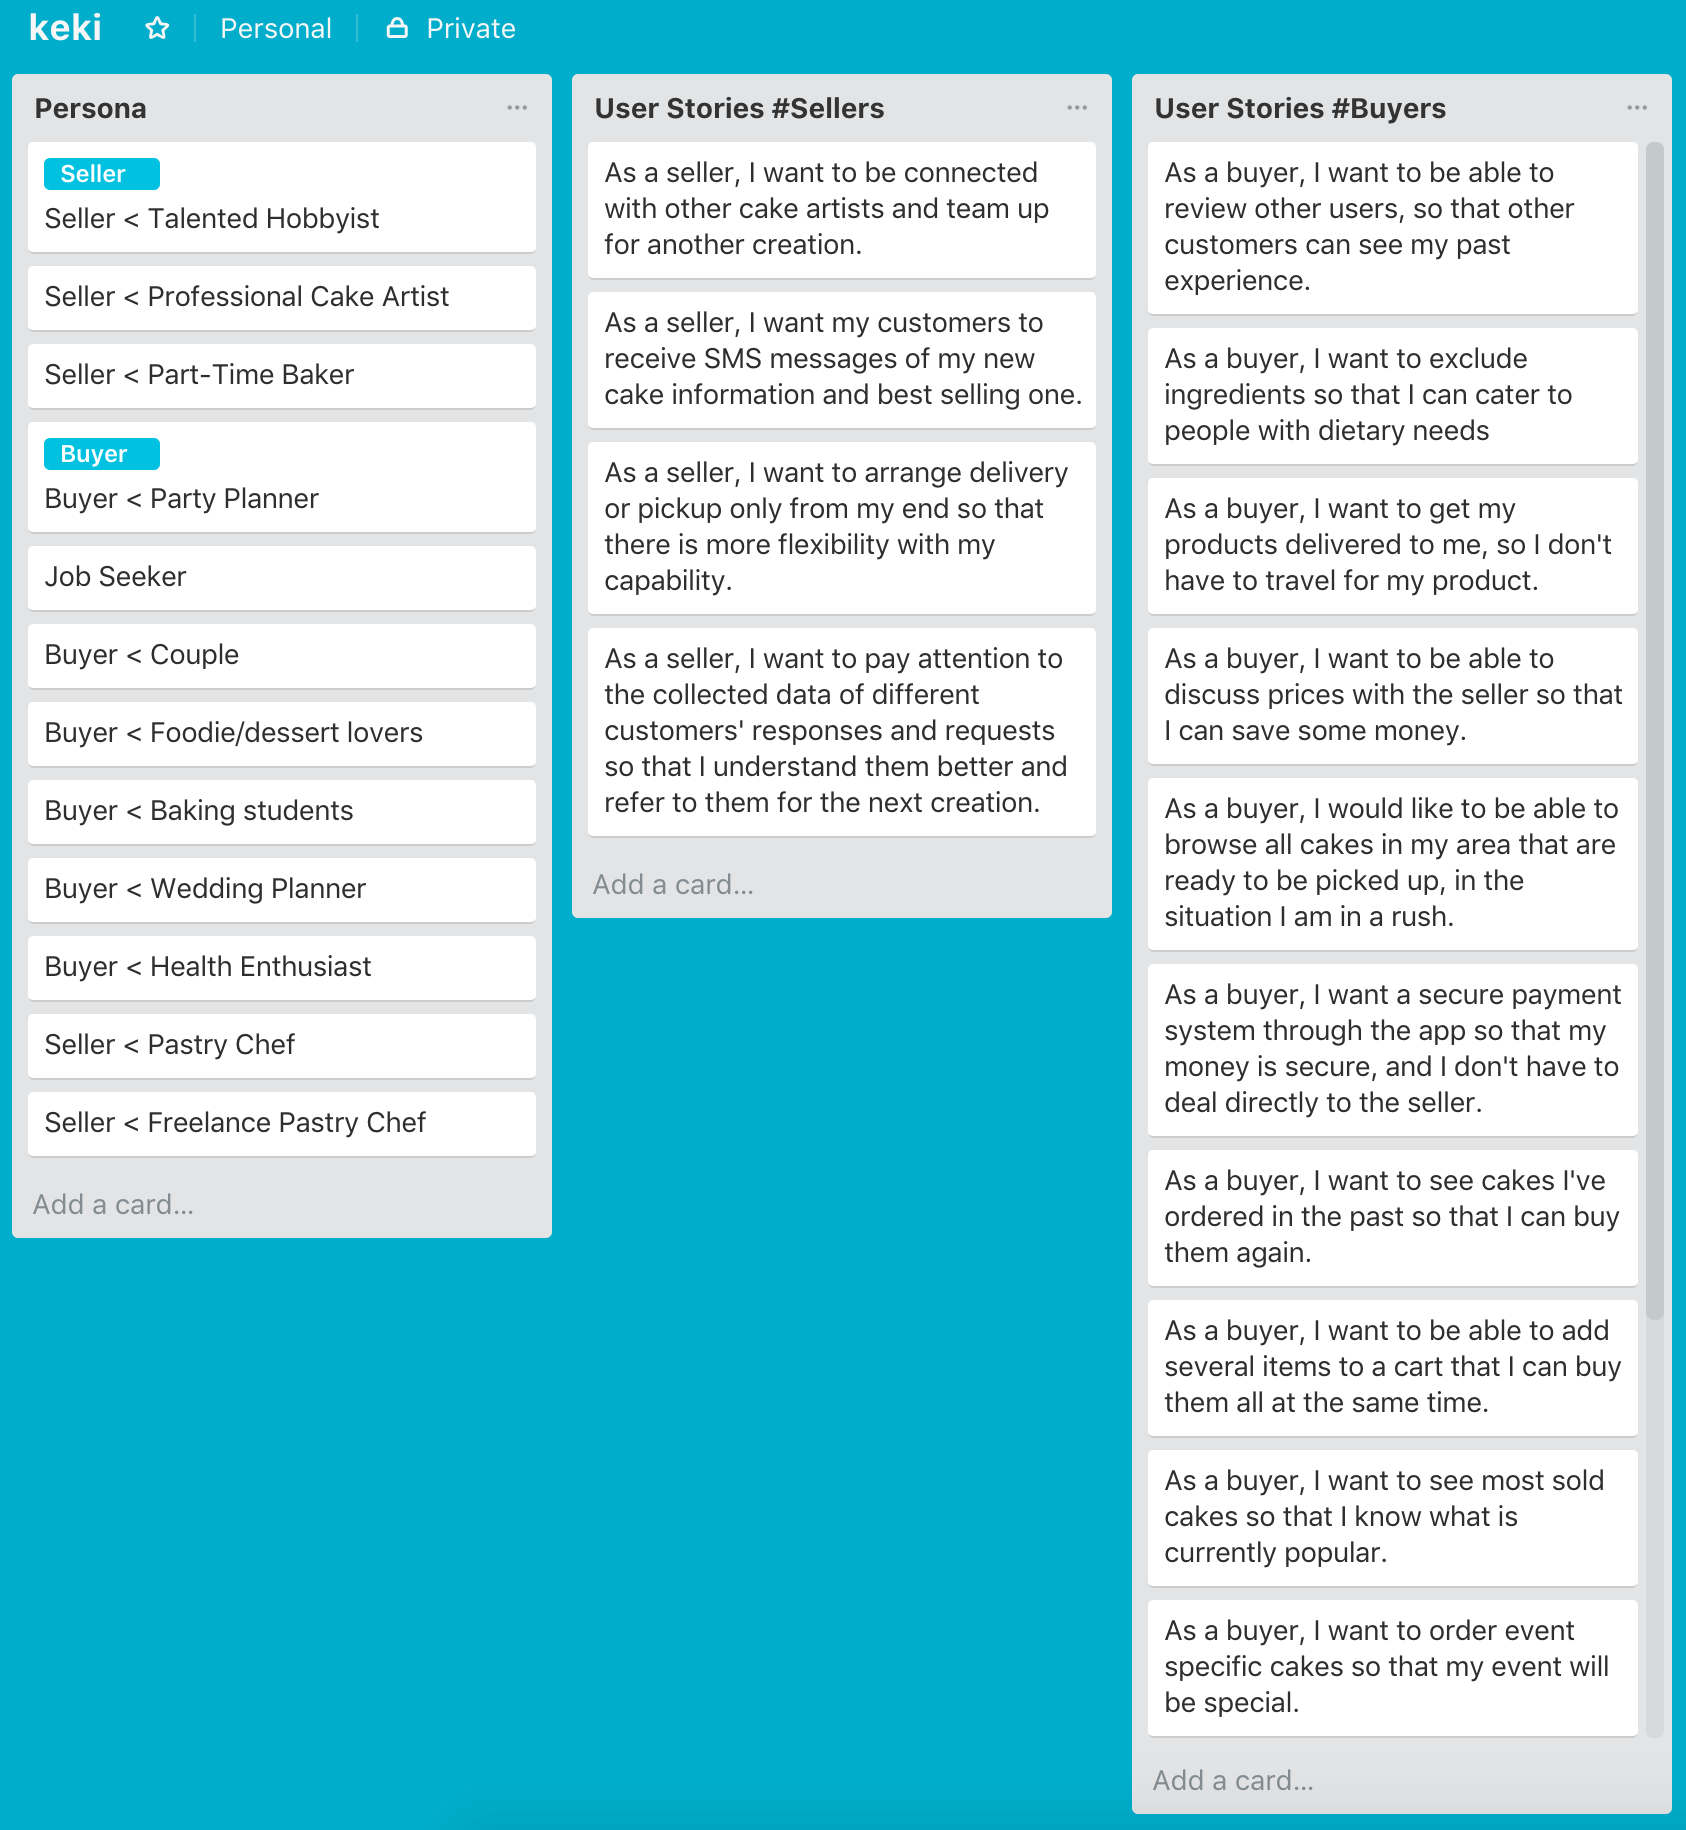 keki
Personal
Private
Persona
Seller
Seller < Talented Hobbyist
Seller < Professional Cake Artist
Seller < Part-Time Baker
Buyer
Buyer < Party Planner
Job Seeker
Buyer < Couple
Buyer < Foodie/dessert lovers
Buyer < Baking students
Buyer < Wedding Planner
Buyer < Health Enthusiast
Seller < Pastry Chef
Seller < Freelance Pastry Chef
Add a card...
User Stories #Sellers
As a seller, I want to be connected
with other cake artists and team up
for another creation.
As a seller, I want my customers to
receive SMS messages of my new
cake information and best selling one.
As a seller, I want to arrange delivery
or pickup only from my end so that
there is more flexibility with my
capability.
As a seller, I want to pay attention to
the collected data of different
customers' responses and requests
so that I understand them better and
refer to them for the next creation.
Add a card...
User Stories #Buyers
As a buyer, I want to be able to
review other users, so that other
customers can see my past
experience.
As a buyer, I want to exclude
ingredients so that I can cater to
people with dietary needs
As a buyer, I want to get my
products delivered to me, so I don't
have to travel for my product.
As a buyer, I want to be able to
discuss prices with the seller so that
I can save some money.
As a buyer, I would like to be able to
browse all cakes in my area that are
ready to be picked up, in the
situation I am in a rush.
As a buyer, I want a secure payment
system through the app so that my
money is secure, and I don't have to
deal directly to the seller.
As a buyer, I want to see cakes I've
ordered in the past so that I can buy
them again.
As a buyer, I want to be able to add
several items to a cart that I can buy
them all at the same time.
As a buyer, I want to see most sold
cakes so that I know what is
currently popular.
As a buyer, I want to order event
specific cakes so that my event will
be special.
Add a card...